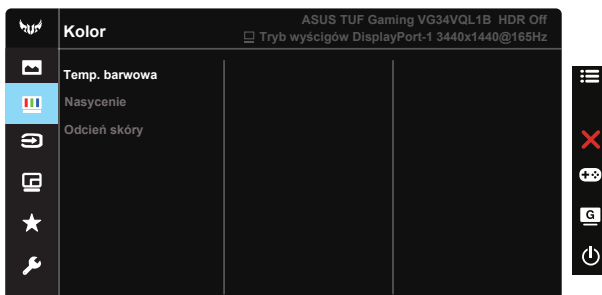 Kolor
ASUS TUF Gaming VG34VQL1B HDR Off
Tryb wyścigów DisplayPort-1 3440x1440@165Hz
Temp. barwowa
Nasycenie
Odcień skóry
G